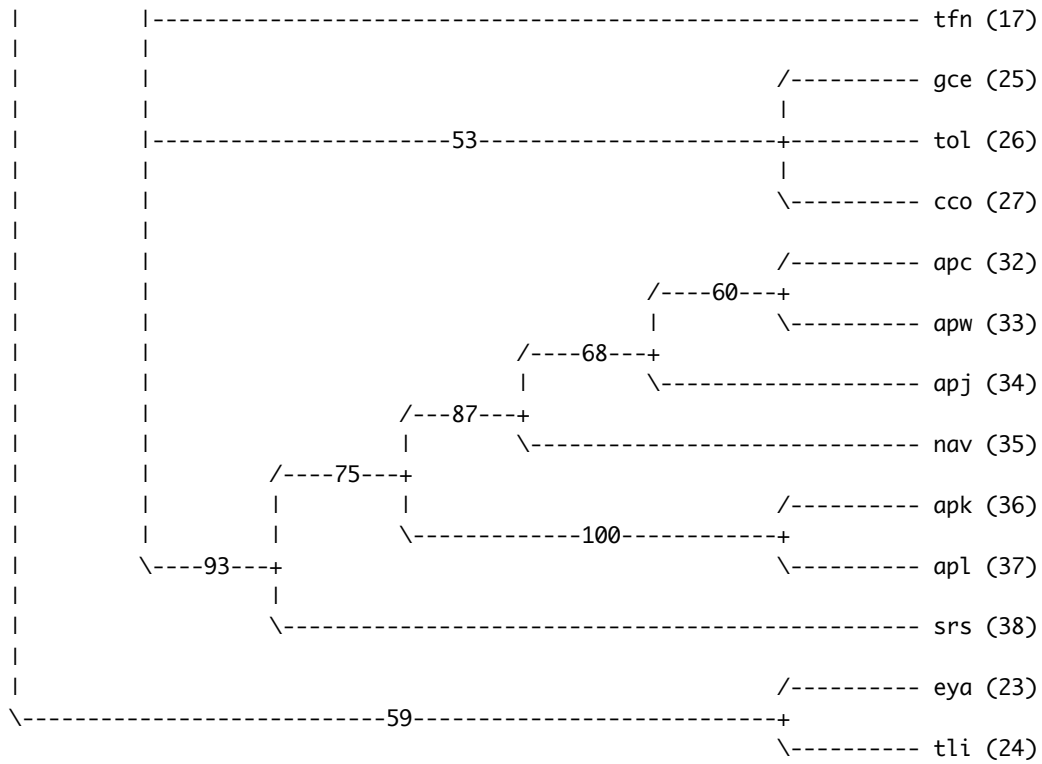 |          |----------------------------------------------------------- tfn (17)
|          |
|          |                                                /---------- gce (25)
|          |                                                |
|          |-----------------------53------------------------+---------- tol (26)
|          |                                                |
|          |                                                \---------- cco (27)
|          |
|          |                                                /---------- apc (32)
|          |                                      /----60---+
|          |                                      |         \---------- apw (33)
|          |                            /----68---+
|          |                            |         \-------------------- apj (34)
|          |                   /---87---+
|          |                   |        \------------------------------ nav (35)
|          |         /----75---+
|          |         |         |                            /---------- apk (36)
|          |         |         \-------------100------------+
|          \----93---+                                      \---------- apl (37)
|                    |
|                    \------------------------------------------------- srs (38)
|
|                                                           /---------- eya (23)
\----------------------------59-----------------------------+
                                                            \---------- tli (24)